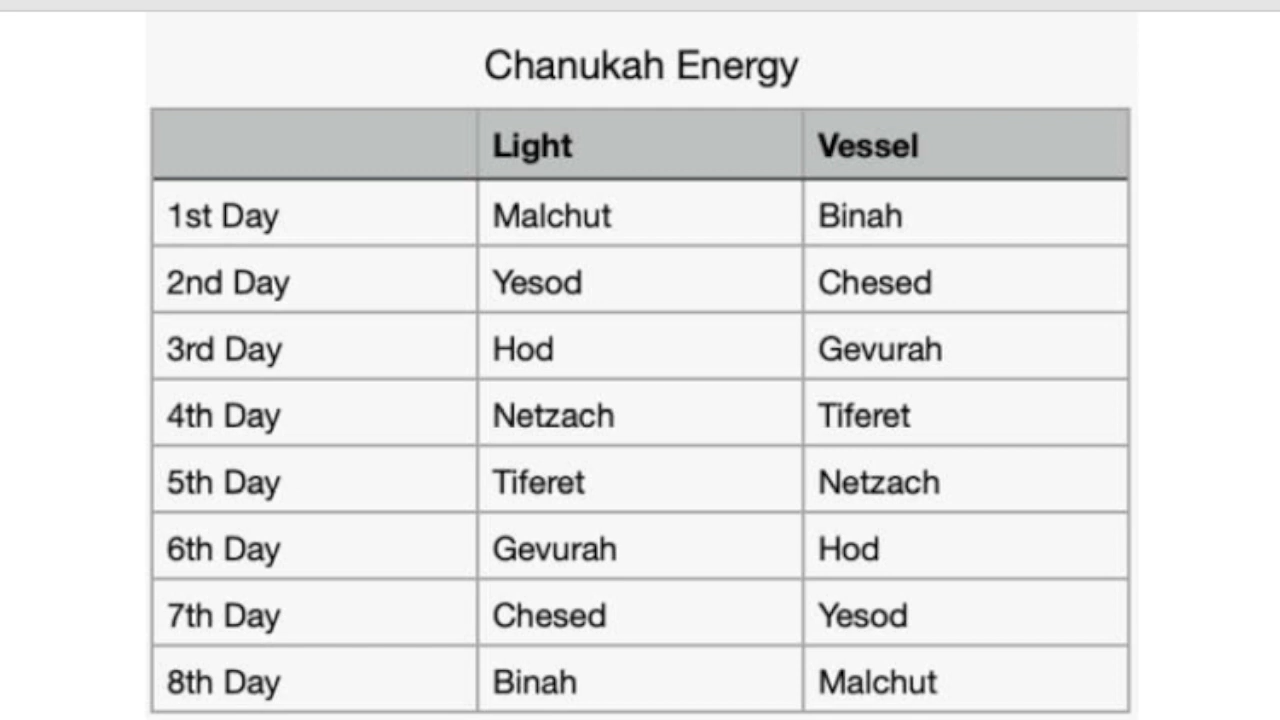 Chanukah Energy
Light Vessel
1st Day Malchut Binah
2nd Day Yesod Chesed
3rd Day Hod Gevurah
4th Day Netzach Tiferet
5th Day Tiferet Netzach
6th Day Gevurah Hod
7th Day Chesed Yesod
8th Day Binah Malchut